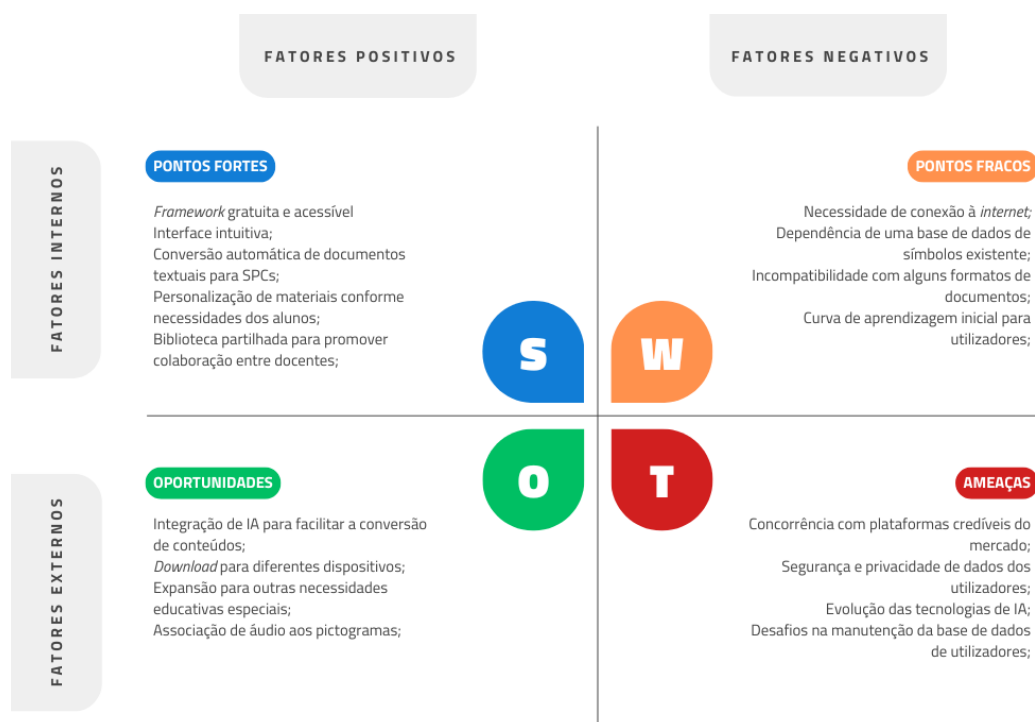 FATORES POSITIVOS
FATORES NEGATIVOS
FATORES INTERNOS
PONTOS FORTES
Framework gratuita e acessível
Interface intuitiva;
Conversão automática de documentos
textuais para SPCs;
Personalização de materiais conforme
necessidades dos alunos;
Biblioteca partilhada para promover
colaboração entre docentes;
S
PONTOS FRACOS
Necessidade de conexão à internet;
Dependência de uma base de dados de
símbolos existente;
Incompatibilidade com alguns formatos de
documentos;
Curva de aprendizagem inicial para
utilizadores;
W
FATORES EXTERNOS
OPORTUNIDADES
Integração de IA para facilitar a conversão
de conteúdos;
Download para diferentes dispositivos;
Expansão para outras necessidades
educativas especiais;
Associação de áudio aos pictogramas;
O
T
AMEAÇAS
Concorrência com plataformas credíveis do
mercado;
Segurança e privacidade de dados dos
utilizadores;
Evolução das tecnologias de IA;
Desafios na manutenção da base de dados
de utilizadores;